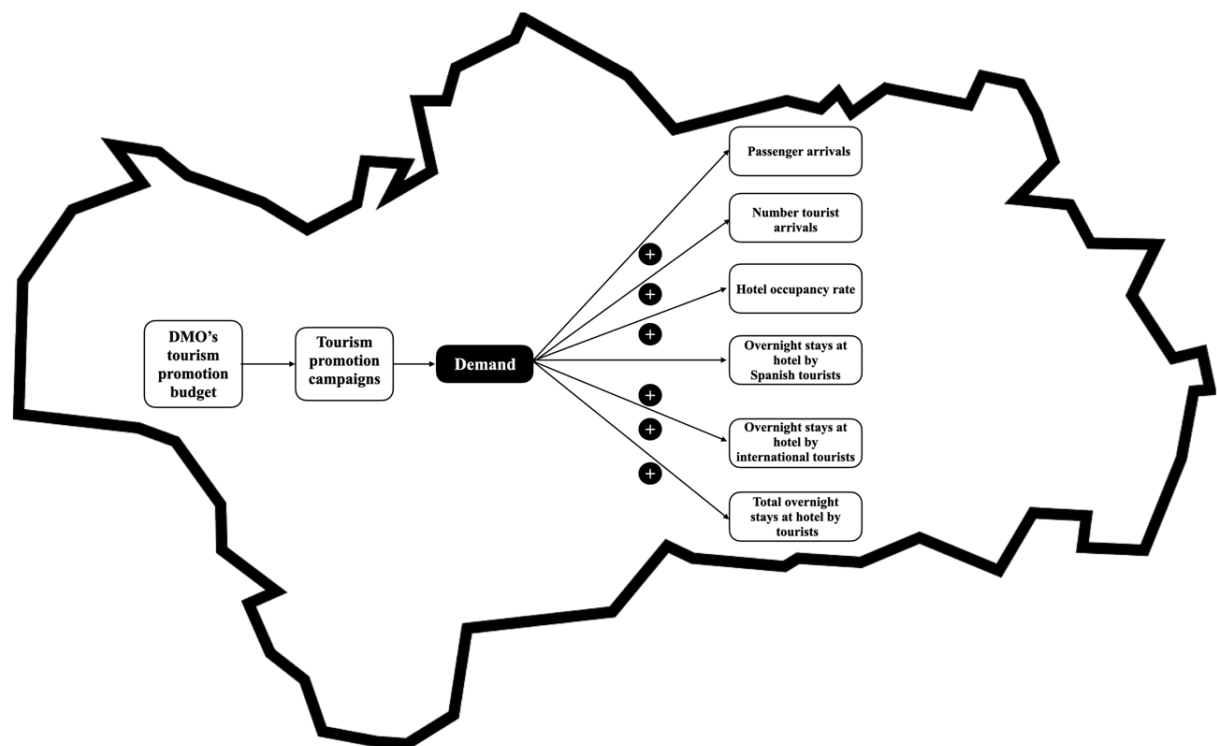 DMO's
tourism
promotion
budget
Tourism
promotion
campaigns
Demand
+
+
+
+
+
+
Passenger arrivals
Number tourist
arrivals
Hotel occupancy rate
Overnight stays at
hotel by
Spanish tourists
Overnight stays at
hotel by
international tourists
Total overnight
stays at hotel by
tourists